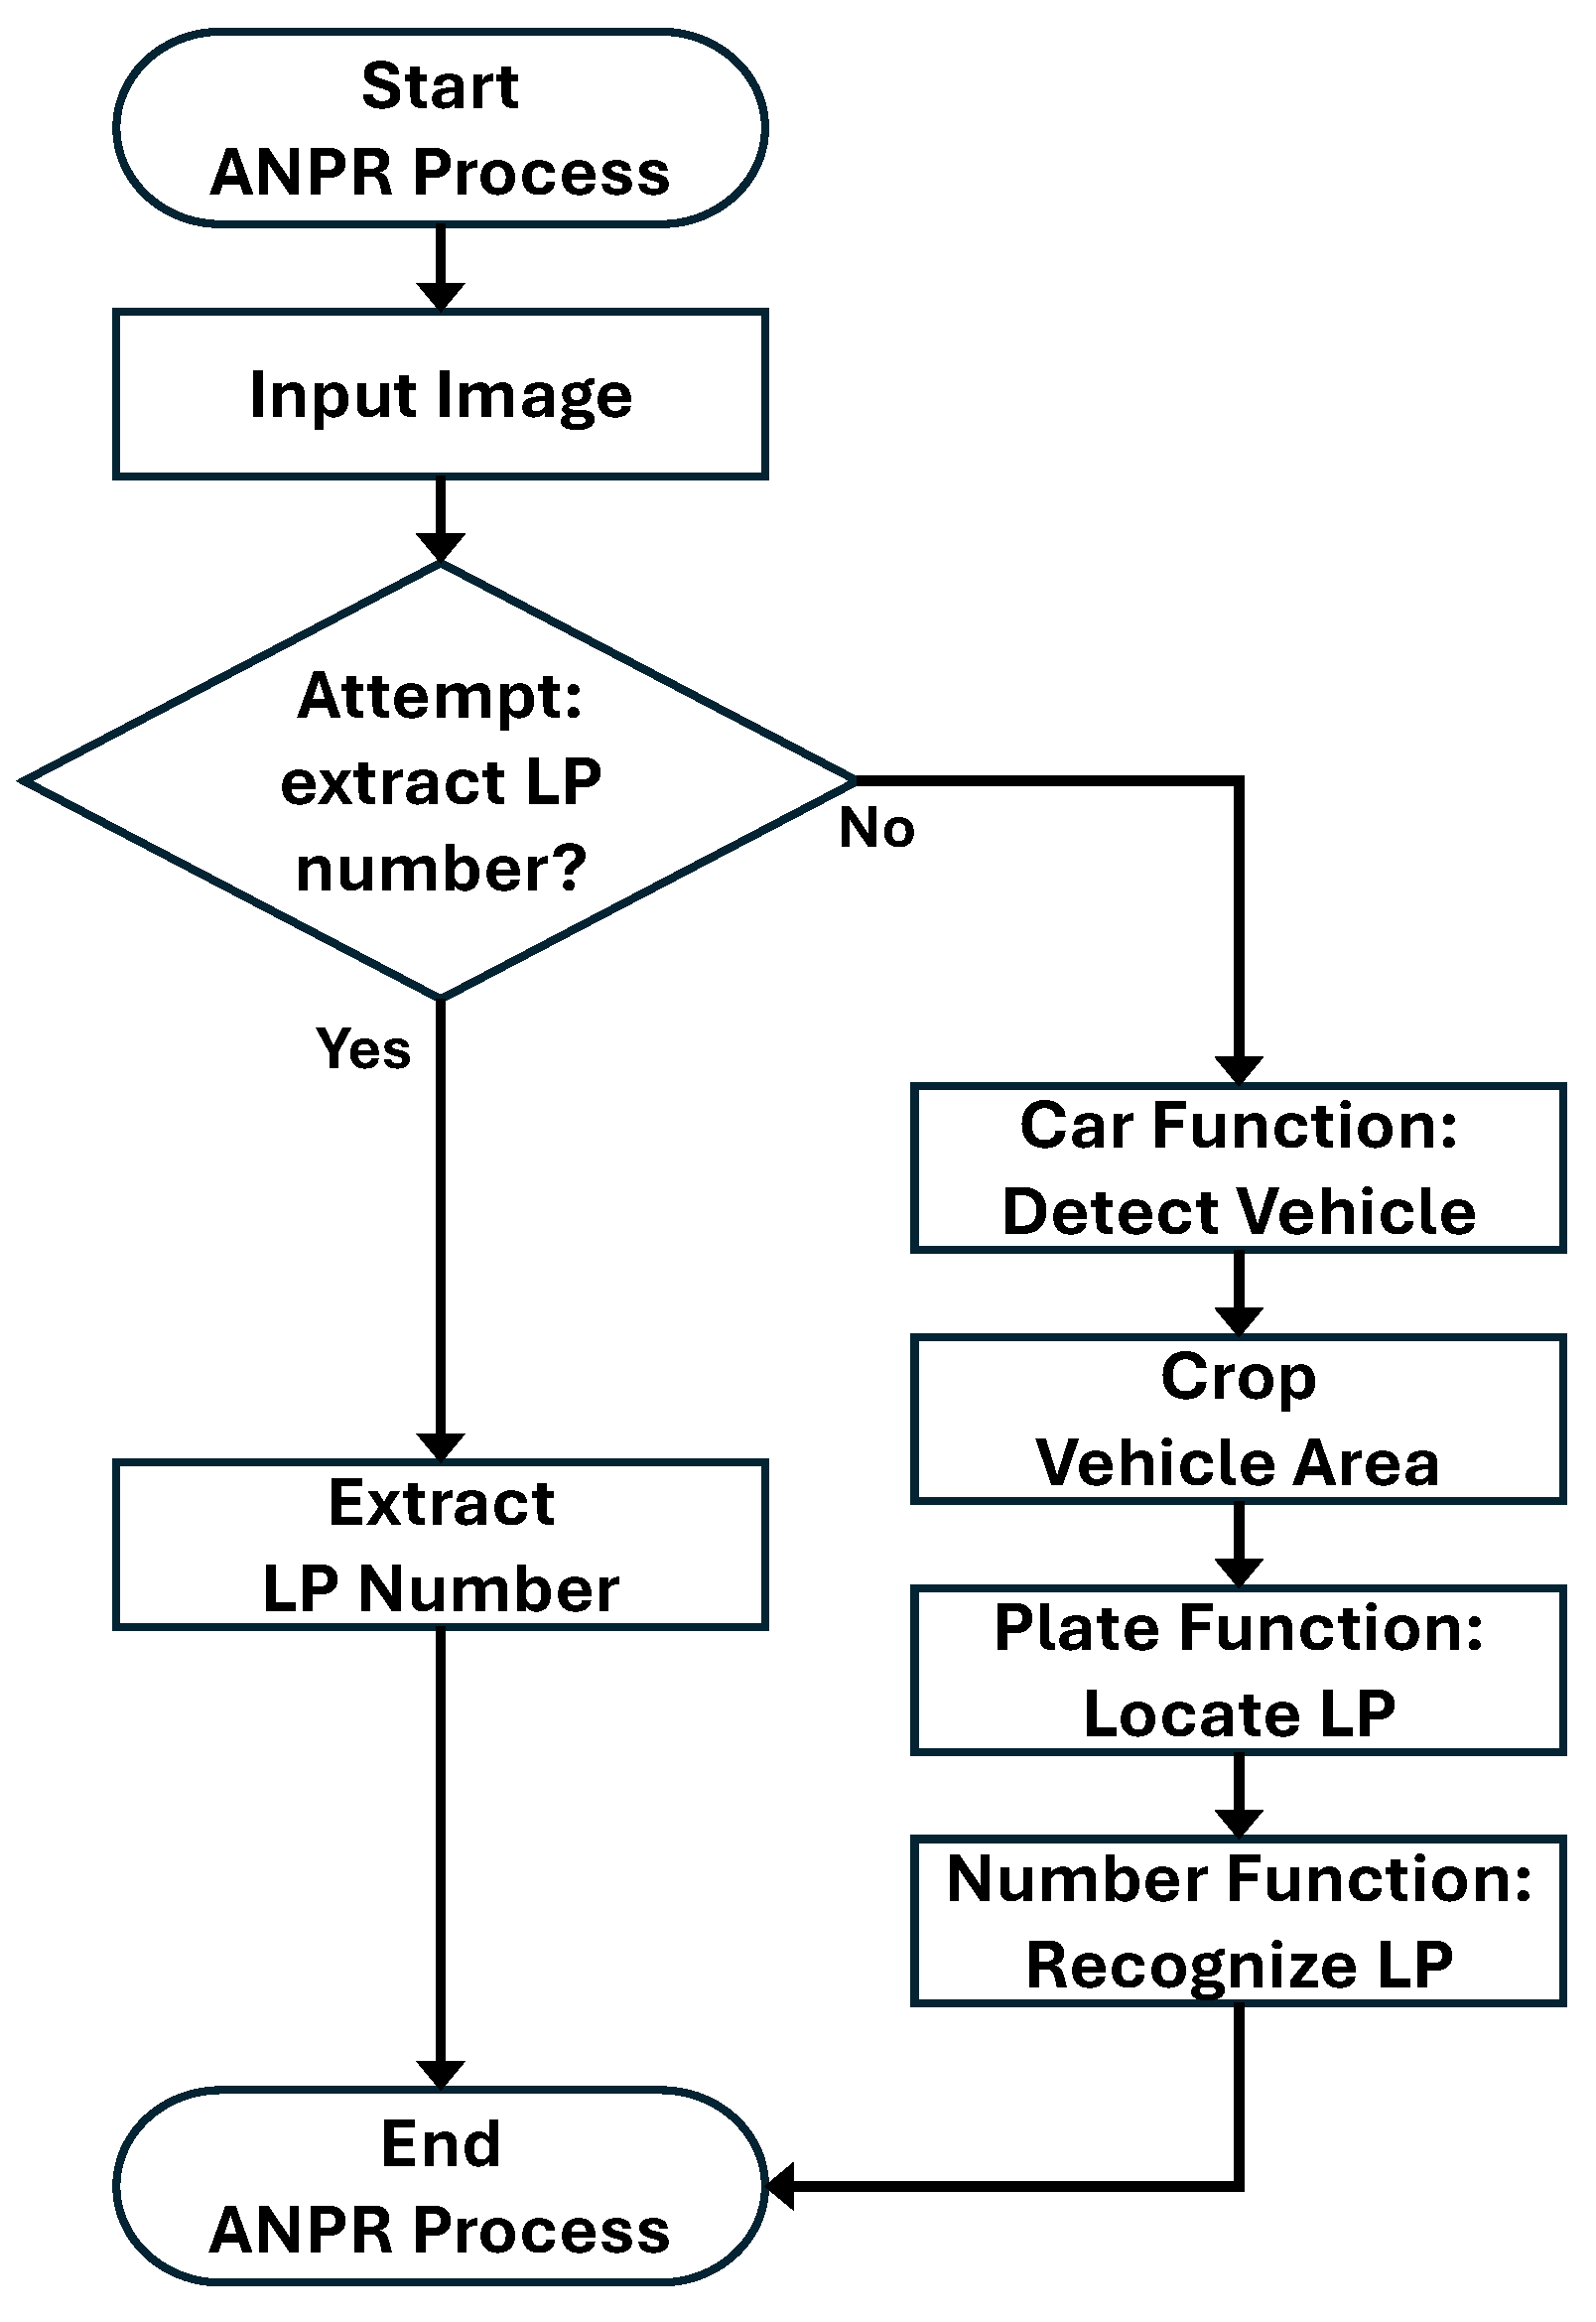 Start
ANPR Process
Input Image
Attempt:
extract LP
number?
No
Yes
Car Function:
Detect Vehicle
Crop
Vehicle Area
Extract
LP Number
Plate Function:
Locate LP
Number Function:
Recognize LP
End
ANPR Process